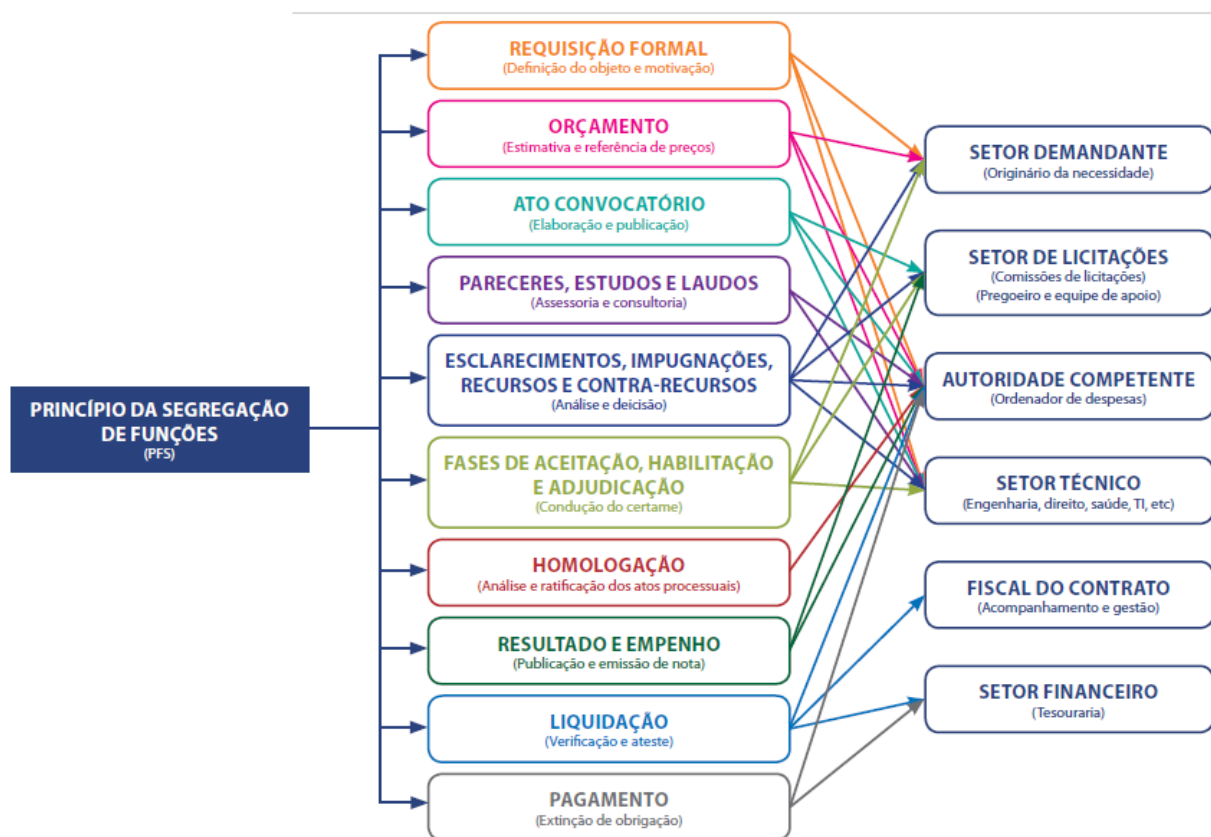 PRINCÍPIO DA SEGREGAÇÃO
DE FUNÇÕES
(PFS)
REQUISIÇÃO FORMAL
(Definição do objeto e motivação)
ORÇAMENTO
(Estimativa e referência de preços)
ATO CONVOCATÓRIO
(Elaboração e publicação)
PARECERES, ESTUDOS E LAUDOS
(Assessoria e consultoria)
ESCLARECIMENTOS, IMPUGNAÇÕES,
RECURSOS E CONTRA-RECURSOS
(Análise e deicisão)
FASES DE ACEITAÇÃO, HABILITAÇÃO
E ADJUDICAÇÃO
(Condução do certame)
HOMOLOGAÇÃO
(Análise e ratificação dos atos processuais)
RESULTADO E EMPENHO
(Publicação e emissão de nota)
LIQUIDAÇÃO
(Verificação e ateste)
PAGAMENTO
(Extinção de obrigação)
SETOR DEMANDANTE
(Originário da necessidade)
SETOR DE LICITAÇÕES
(Comissões de licitações)
(Pregoeiro e equipe de apoio)
AUTORIDADE COMPETENTE
(Ordenador de despesas)
SETOR TÉCNICO
(Engenharia, direito, saúde, TI, etc)
FISCAL DO CONTRATO
(Acompanhamento e gestão)
SETOR FINANCEIRO
(Tesouraria)